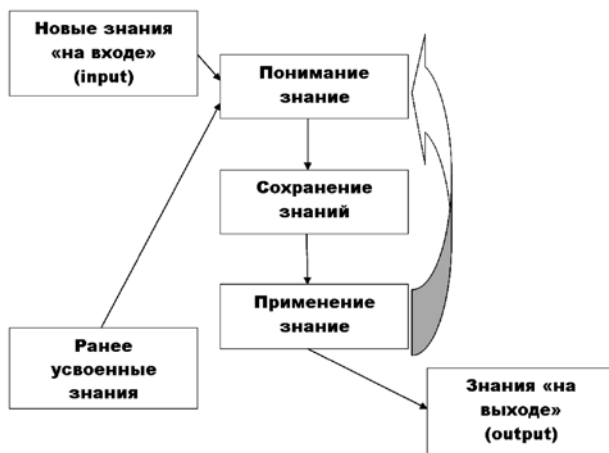 Новые знания
«на входе»
(input)
Понимание
знание
Сохранение
знаний
Применение
знание
Ранее
усвоенные
знания
Знания «на
выходе»
(output)